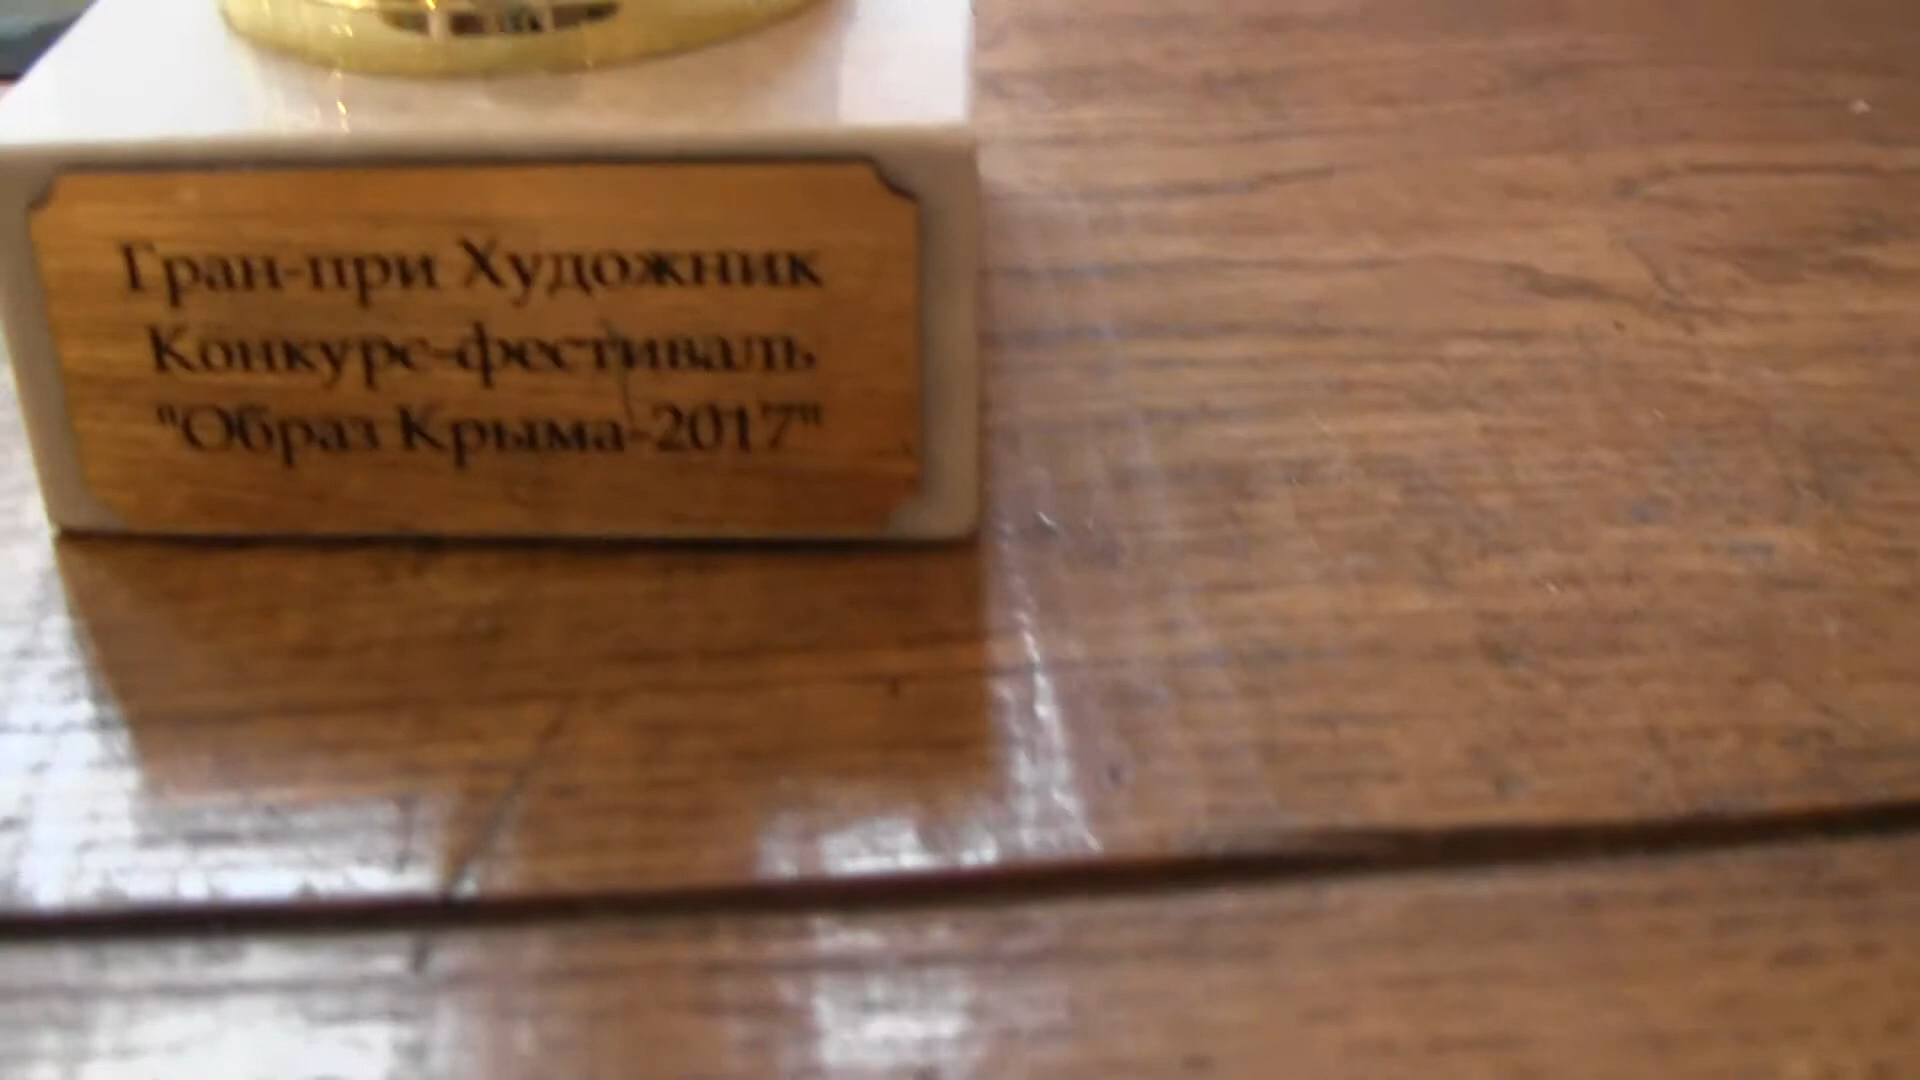 Гран-при Художник
Конкурс-фестиваль
"Образ Крыма-2017"